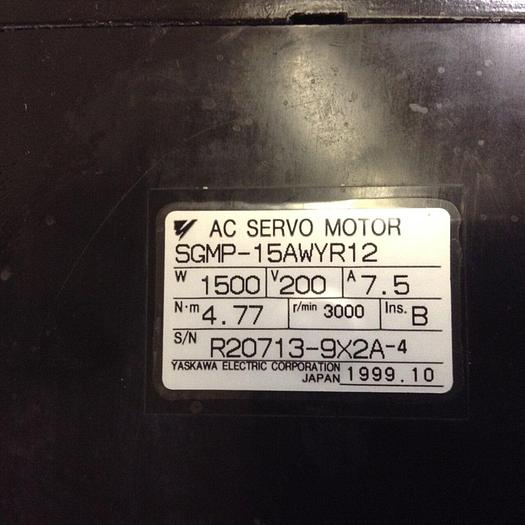 AC SERVO MOTOR
SGMP-15AWYR12
W 1500 V 200 A 7.5
N·m 4.77 r/min 3000 Ins. B
S/N R20713-9X2A-4
YASKAWA ELECTRIC CORPORATION
JAPAN 1999.10